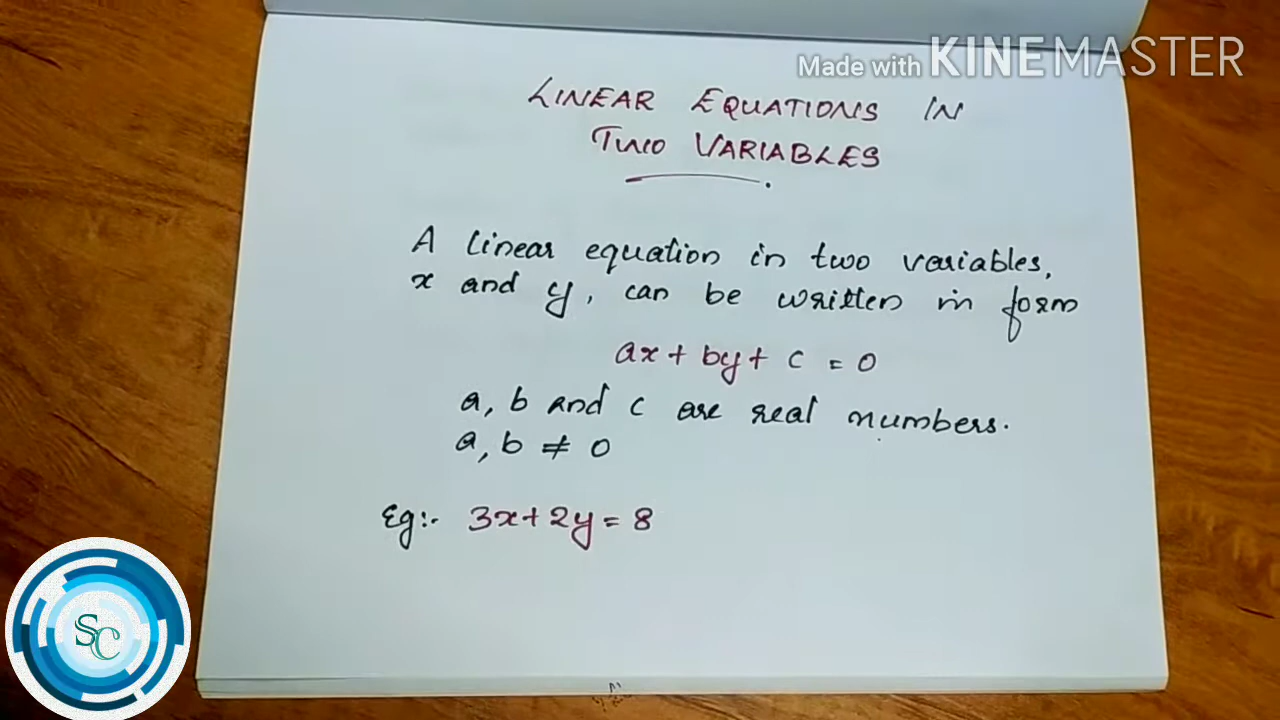 Made with KINEMASTER
LINEAR EQUATIONS IN
TWO VARIABLES
A linear equation in two variables,
x and y, can be written in form
ax + by + c = 0
a, b and c are real numbers.
a, b ≠ 0
Eg:- 3x + 2y = 8
SC